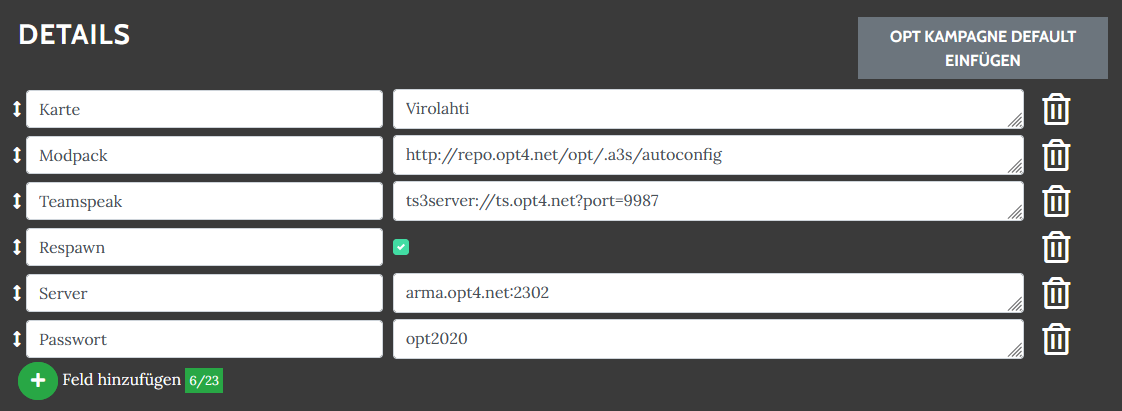 DETAILS
OPT KAMPAGNE DEFAULT
EINFÜGEN
Karte Virolahti
Modpack http://repo.opt4.net/opt/.a3s/autoconfig
Teamspeak ts3server://ts.opt4.net?port=9987
Respawn
Server arma.opt4.net:2302
Passwort opt2020
Feld hinzufügen 6/23